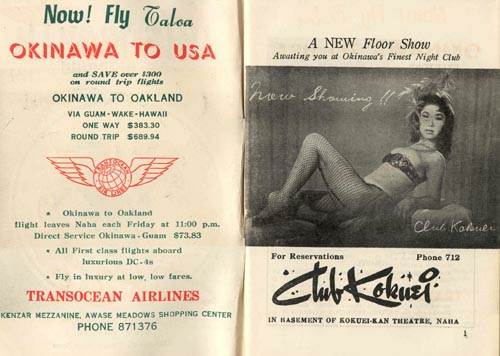 Now! Fly Taloa
OKINAWA TO USA
and SAVE over $300
on round trip flights
OKINAWA TO OAKLAND
VIA GUAM - WAKE - HAWAII
ONE WAY $383.30
ROUND TRIP $689.94
TRANSOCEAN
AIR LINES
• Okinawa to Oakland
flight leaves Naha each Friday at 11:00 p.m.
Direct Service Okinawa - Guam $73.83
• All First class flights aboard
luxurious DC-4s
• Fly in luxury at low, low fares.
TRANSOCEAN AIRLINES
KENZAR MEZZANINE, AWASE MEADOWS SHOPPING CENTER
PHONE 871376
A NEW Floor Show
Awaiting you at Okinawa's Finest Night Club
Now Showing!!
Club Kokuei
For Reservations Phone 712
Club Kokuei
IN BASEMENT OF KOKUEI-KAN THEATRE, NAHA
1